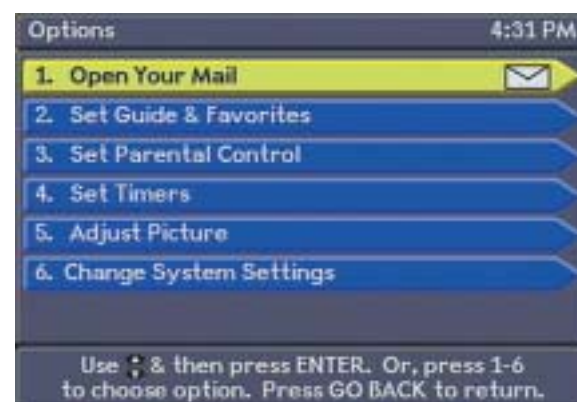 Options 4:31 PM
1. Open Your Mail
2. Set Guide & Favorites
3. Set Parental Control
4. Set Timers
5. Adjust Picture
6. Change System Settings
Use & then press ENTER. Or, press 1-6
to choose option. Press GO BACK to return.